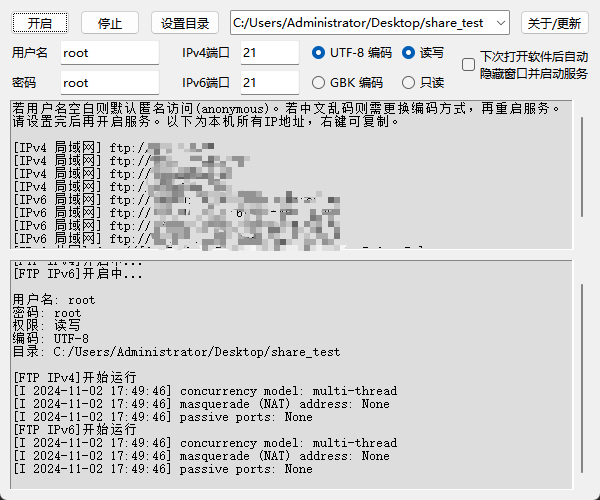 开启 停止 设置目录 C:/Users/Administrator/Desktop/share_test 关于/更新
用户名 root IPv4端口 21 UTF-8 编码 读写
密码 root IPv6端口 21 GBK 编码 只读
下次打开软件后自动
隐藏窗口并启动服务
若用户名空白则默认匿名访问(anonymous)。若中文乱码则需更换编码方式，再重启服务。
请设置完后再开启服务。以下为本机所有IP地址，右键可复制。
[IPv4 局域网] ftp://
[IPv4 局域网] ftp://
[IPv4 局域网] ftp://
[IPv4 局域网] ftp://
[IPv6 局域网] ftp://
[IPv6 局域网] ftp://
[IPv6 局域网] ftp://
[IPv6 局域网] ftp://
[FTP IPv6]开启中...
用户名: root
密码: root
权限: 读写
编码: UTF-8
目录: C:/Users/Administrator/Desktop/share_test
[FTP IPv4]开始运行
[I 2024-11-02 17:49:46] concurrency model: multi-thread
[I 2024-11-02 17:49:46] masquerade (NAT) address: None
[I 2024-11-02 17:49:46] passive ports: None
[FTP IPv6]开始运行
[I 2024-11-02 17:49:46] concurrency model: multi-thread
[I 2024-11-02 17:49:46] masquerade (NAT) address: None
[I 2024-11-02 17:49:46] passive ports: None